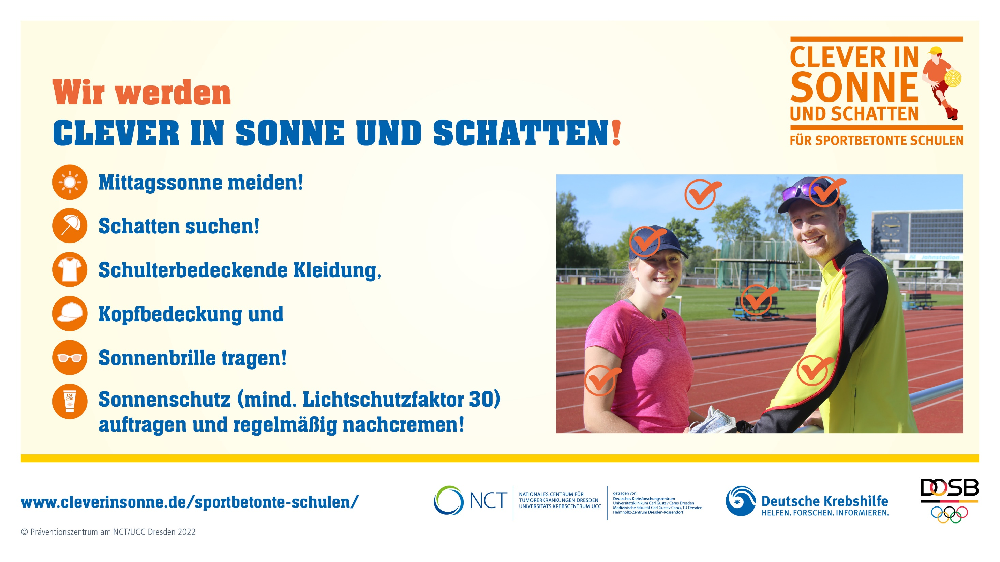 CLEVER IN
SONNE
UND SCHATTEN
FÜR SPORTBETONTE SCHULEN
Wir werden
CLEVER IN SONNE UND SCHATTEN!
Mittagssonne meiden!
Schatten suchen!
Schulterbedeckende Kleidung,
Kopfbedeckung und
Sonnenbrille tragen!
LSF
≥30
Sonnenschutz (mind. Lichtschutzfaktor 30)
auftragen und regelmäßig nachcremen!
Jahnstadion
www.cleverinsonne.de/sportbetonte-schulen/
NCT
NATIONALES CENTRUM FÜR
TUMORERKRANKUNGEN DRESDEN
UNIVERSITÄTS KREBSCENTRUM UCC
getragen von:
Deutsches Krebsforschungszentrum
Universitätsklinikum Carl Gustav Carus Dresden
Medizinische Fakultät Carl Gustav Carus, TU Dresden
Helmholtz-Zentrum Dresden-Rossendorf
Deutsche Krebshilfe
HELFEN. FORSCHEN. INFORMIEREN.
DOSB
© Präventionszentrum am NCT/UCC Dresden 2022